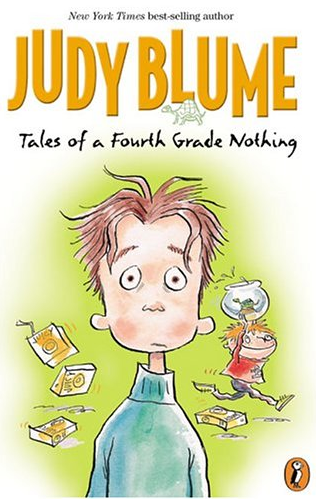 New York Times best-selling author
JUDY BLUME
Tales of a Fourth Grade Nothing